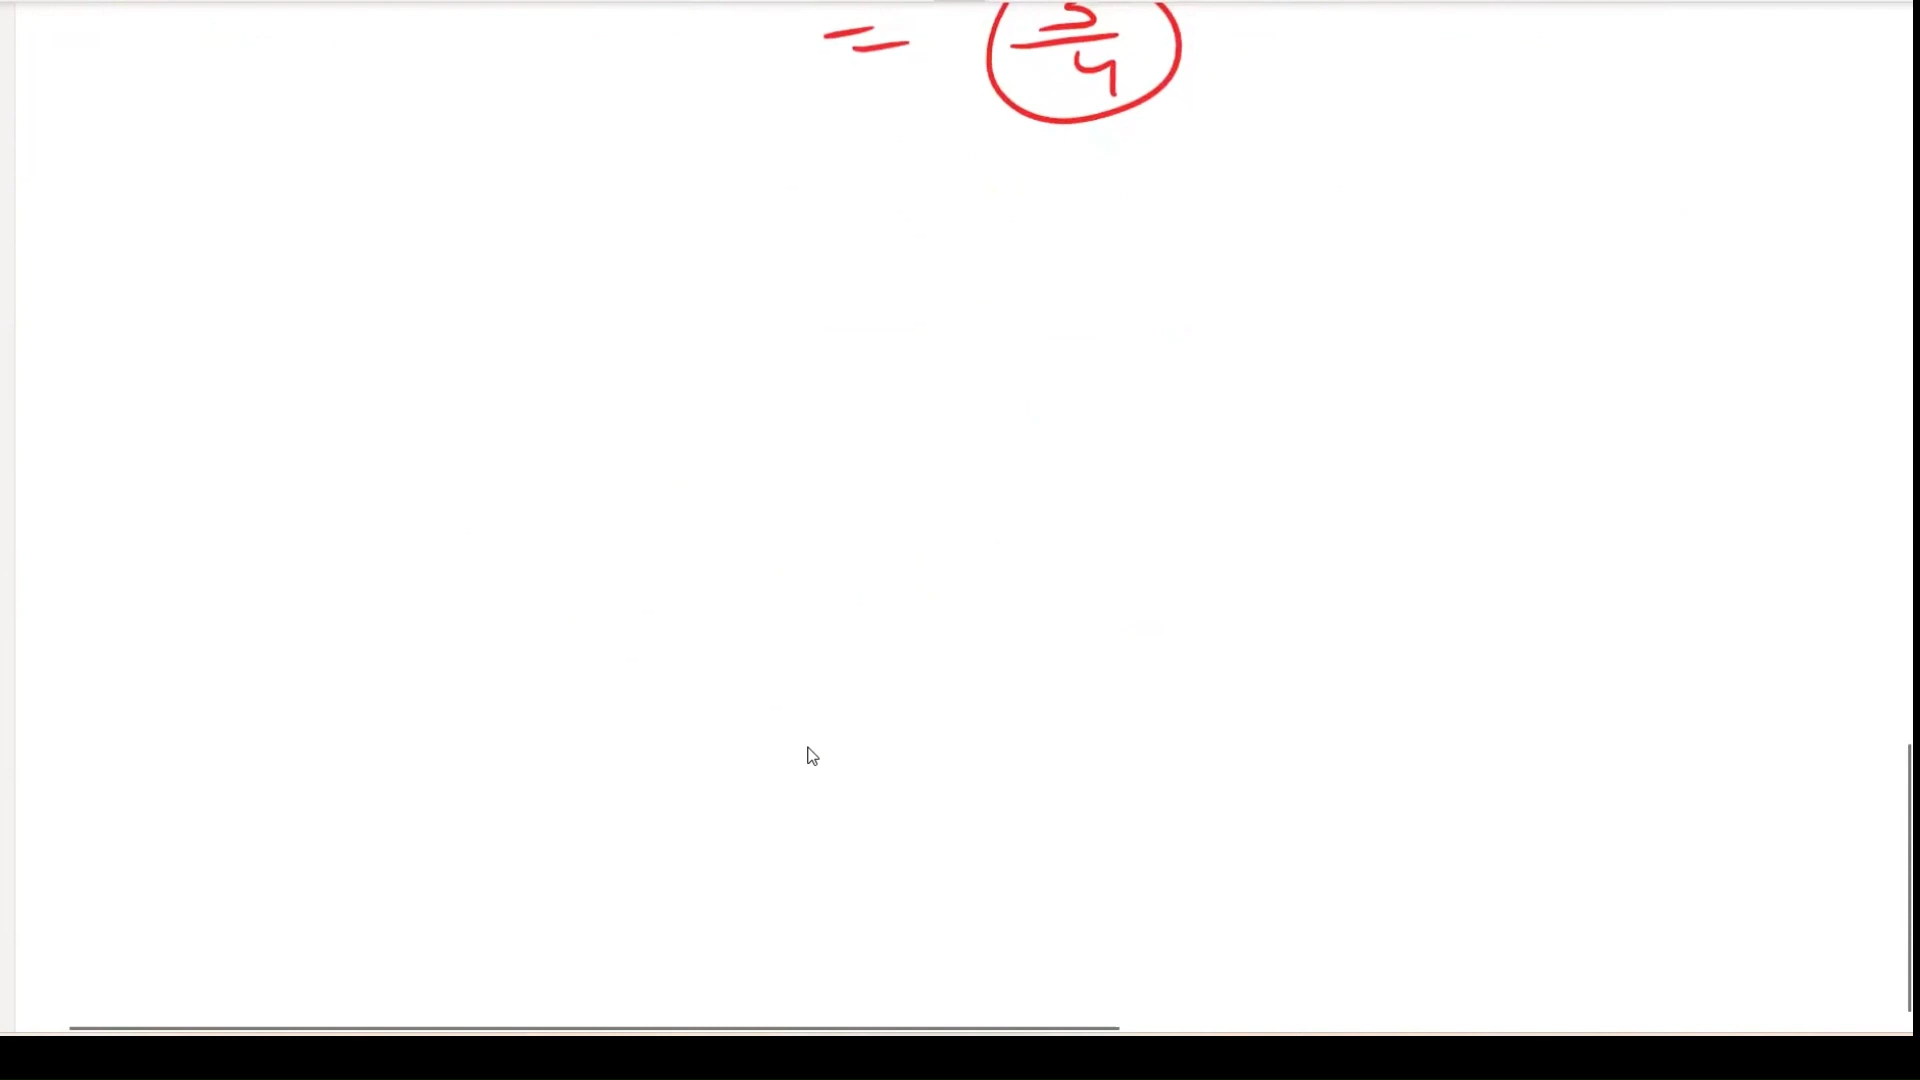 = 3/4